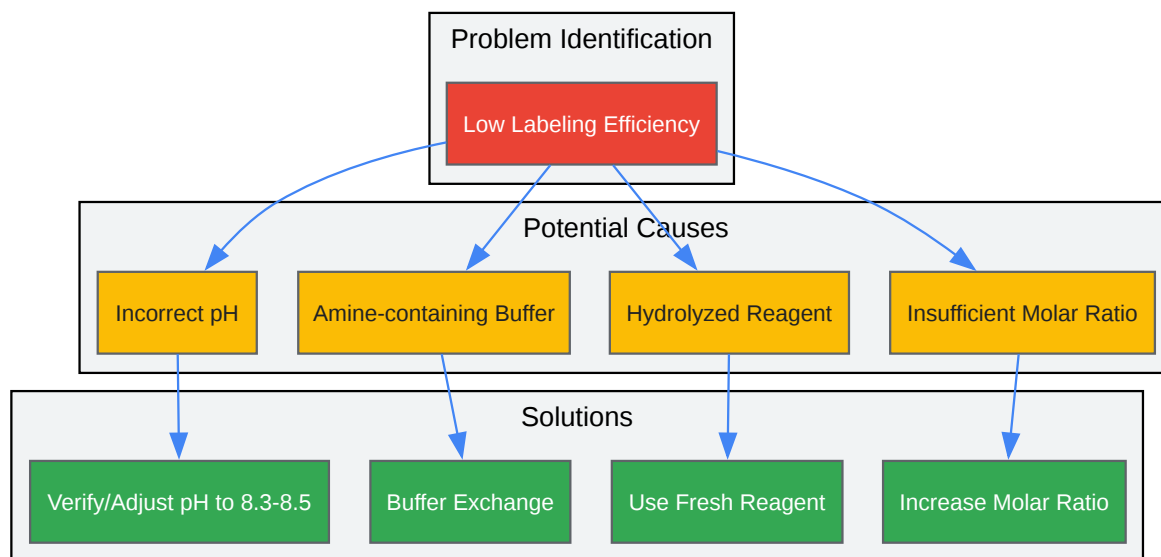 Problem Identification
Low Labeling Efficiency
Potential Causes
Incorrect pH
Amine-containing Buffer
Hydrolyzed Reagent
Insufficient Molar Ratio
Solutions
Verify/Adjust pH to 8.3-8.5
Buffer Exchange
Use Fresh Reagent
Increase Molar Ratio